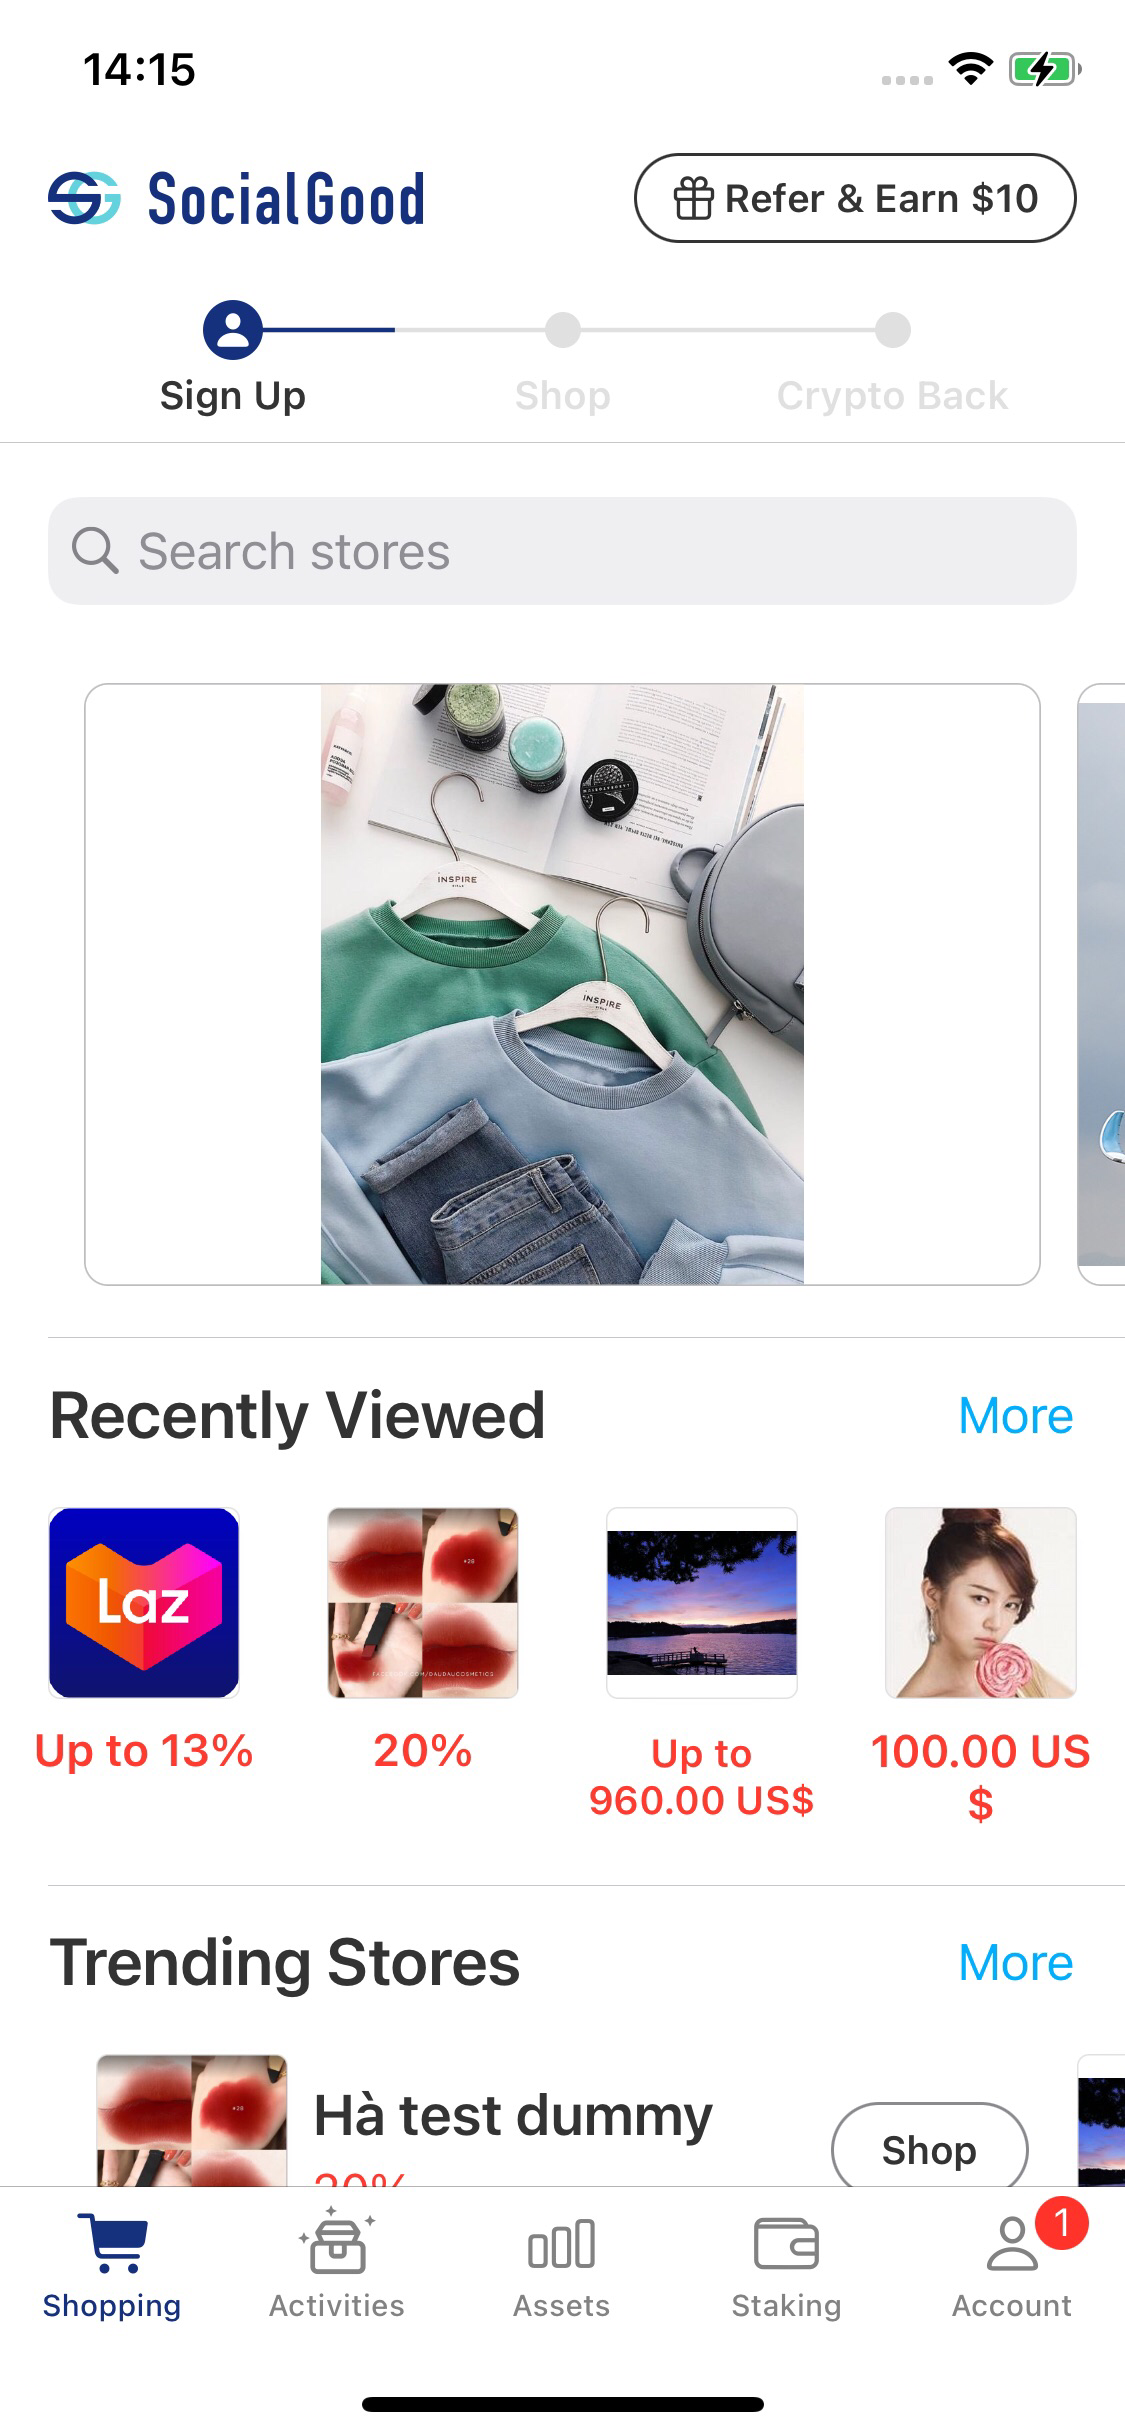 14:15
SocialGood
Refer & Earn $10
Sign Up
Shop
Crypto Back
Search stores
INSPIRE
INSPIRE
Recently Viewed
More
Laz
Up to 13%
20%
Up to
960.00 US$
100.00 US
$
Trending Stores
More
Hà test dummy
20%
Shop
1
Shopping
Activities
Assets
Staking
Account